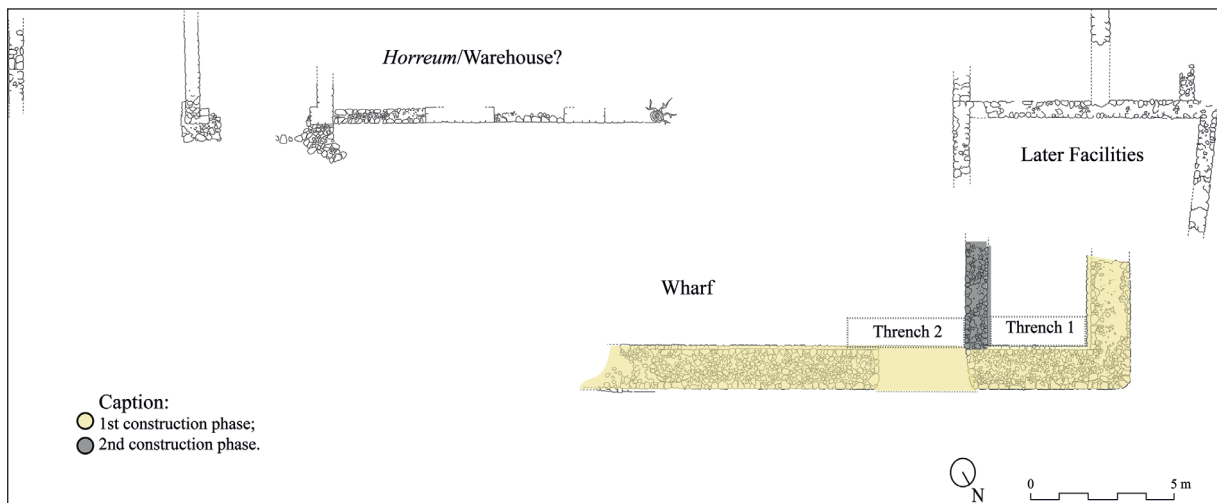 Horreum/Warehouse?
Later Facilities
Wharf
Thrench 2
Thrench 1
Caption:
1st construction phase;
2nd construction phase.
N
0 5 m